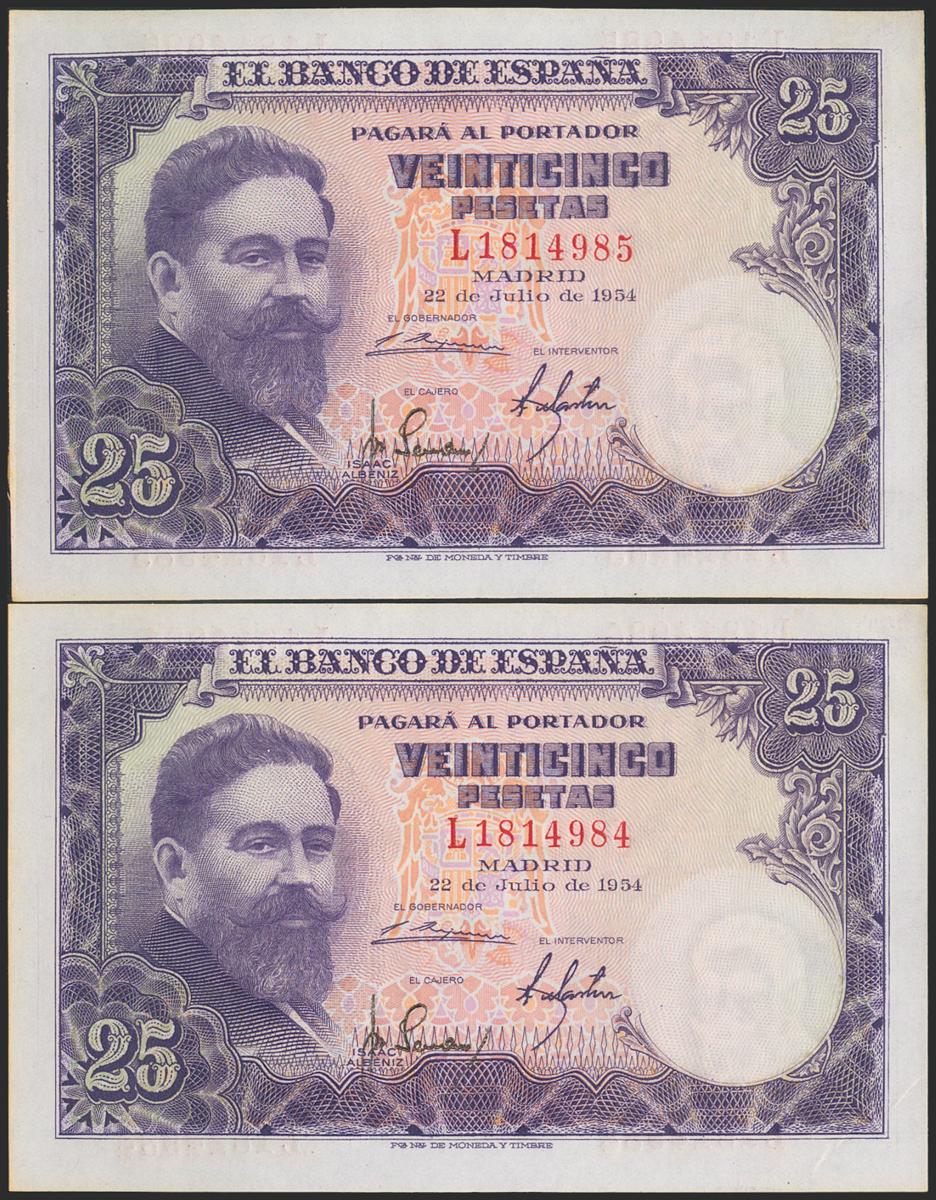 EL BANCO DE ESPAÑA
25
PAGARÁ AL PORTADOR
VEINTICINCO
PESETAS
L1814985
MADRID
22 de Julio de 1954
EL GOBERNADOR
EL INTERVENTOR
EL CAJERO
25
ISAAC
ALBENIZ
FCA NAL DE MONEDA Y TIMBRE
EL BANCO DE ESPAÑA
25
PAGARÁ AL PORTADOR
VEINTICINCO
PESETAS
L1814984
MADRID
22 de Julio de 1954
EL GOBERNADOR
EL INTERVENTOR
EL CAJERO
25
ISAAC
ALBENIZ
FCA NAL DE MONEDA Y TIMBRE